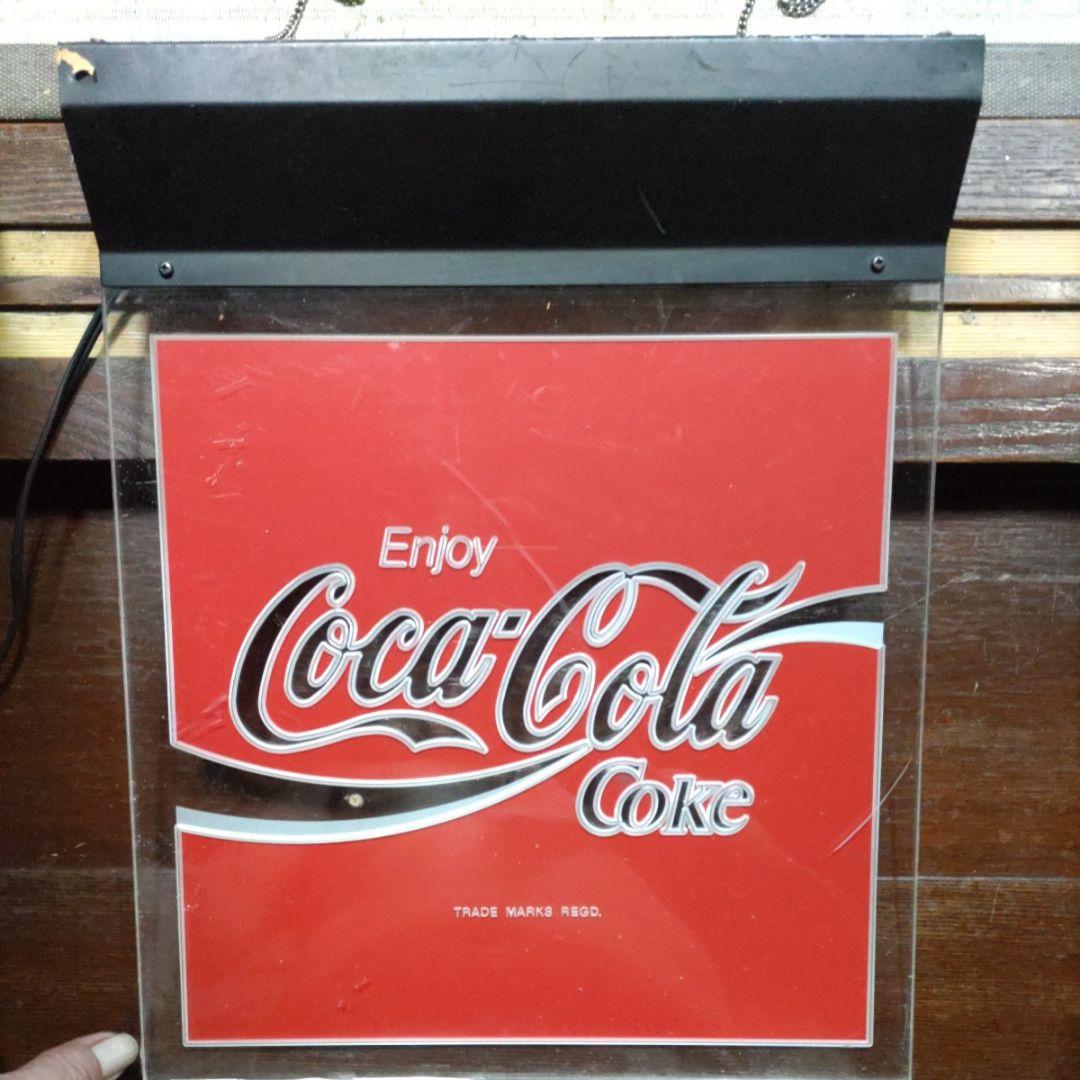 Enjoy
Coca-Cola
Coke
TRADE MARKS REGD.